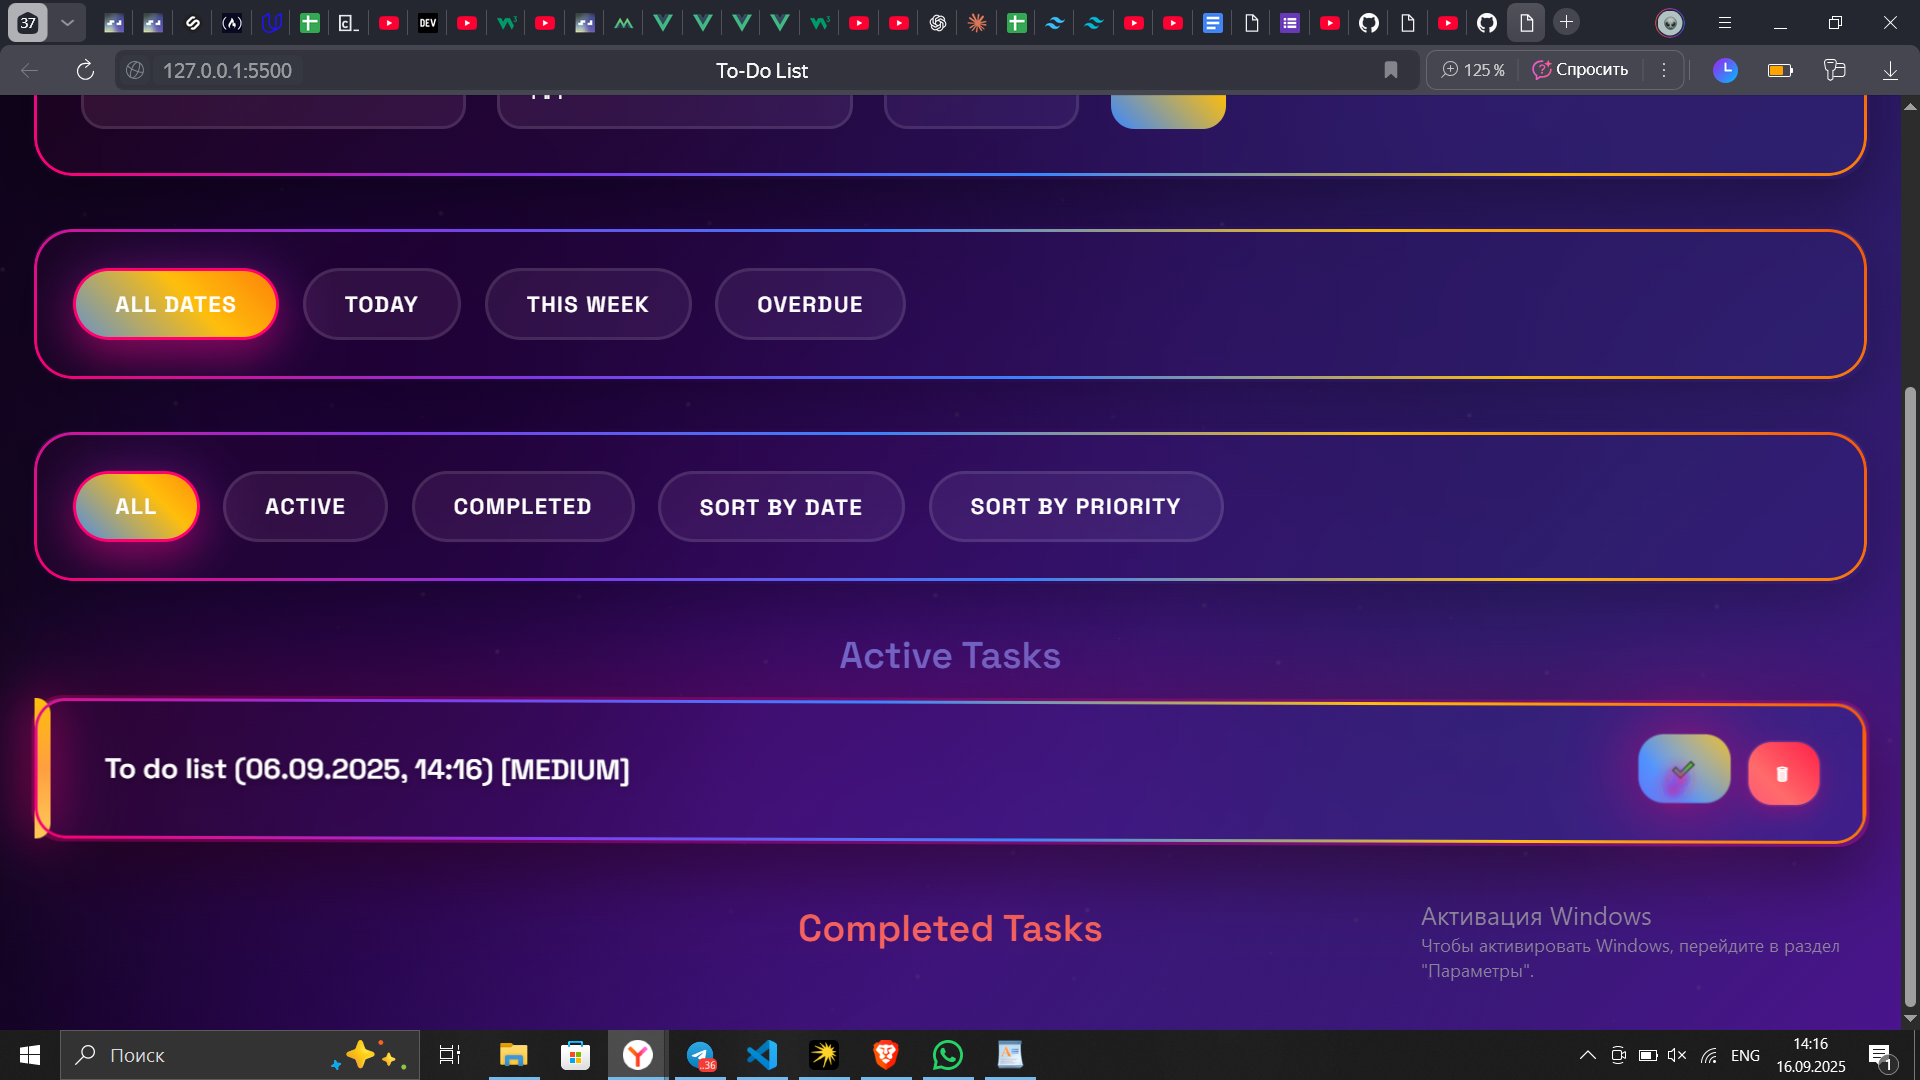 37
DEV
127.0.0.1:5500
To-Do List
125 %
Спросить
ALL DATES
TODAY
THIS WEEK
OVERDUE
ALL
ACTIVE
COMPLETED
SORT BY DATE
SORT BY PRIORITY
Active Tasks
To do list (06.09.2025, 14:16) [MEDIUM]
Completed Tasks
Активация Windows
Чтобы активировать Windows, перейдите в раздел
"Параметры".
Поиск
..36
ENG
14:16
16.09.2025
1